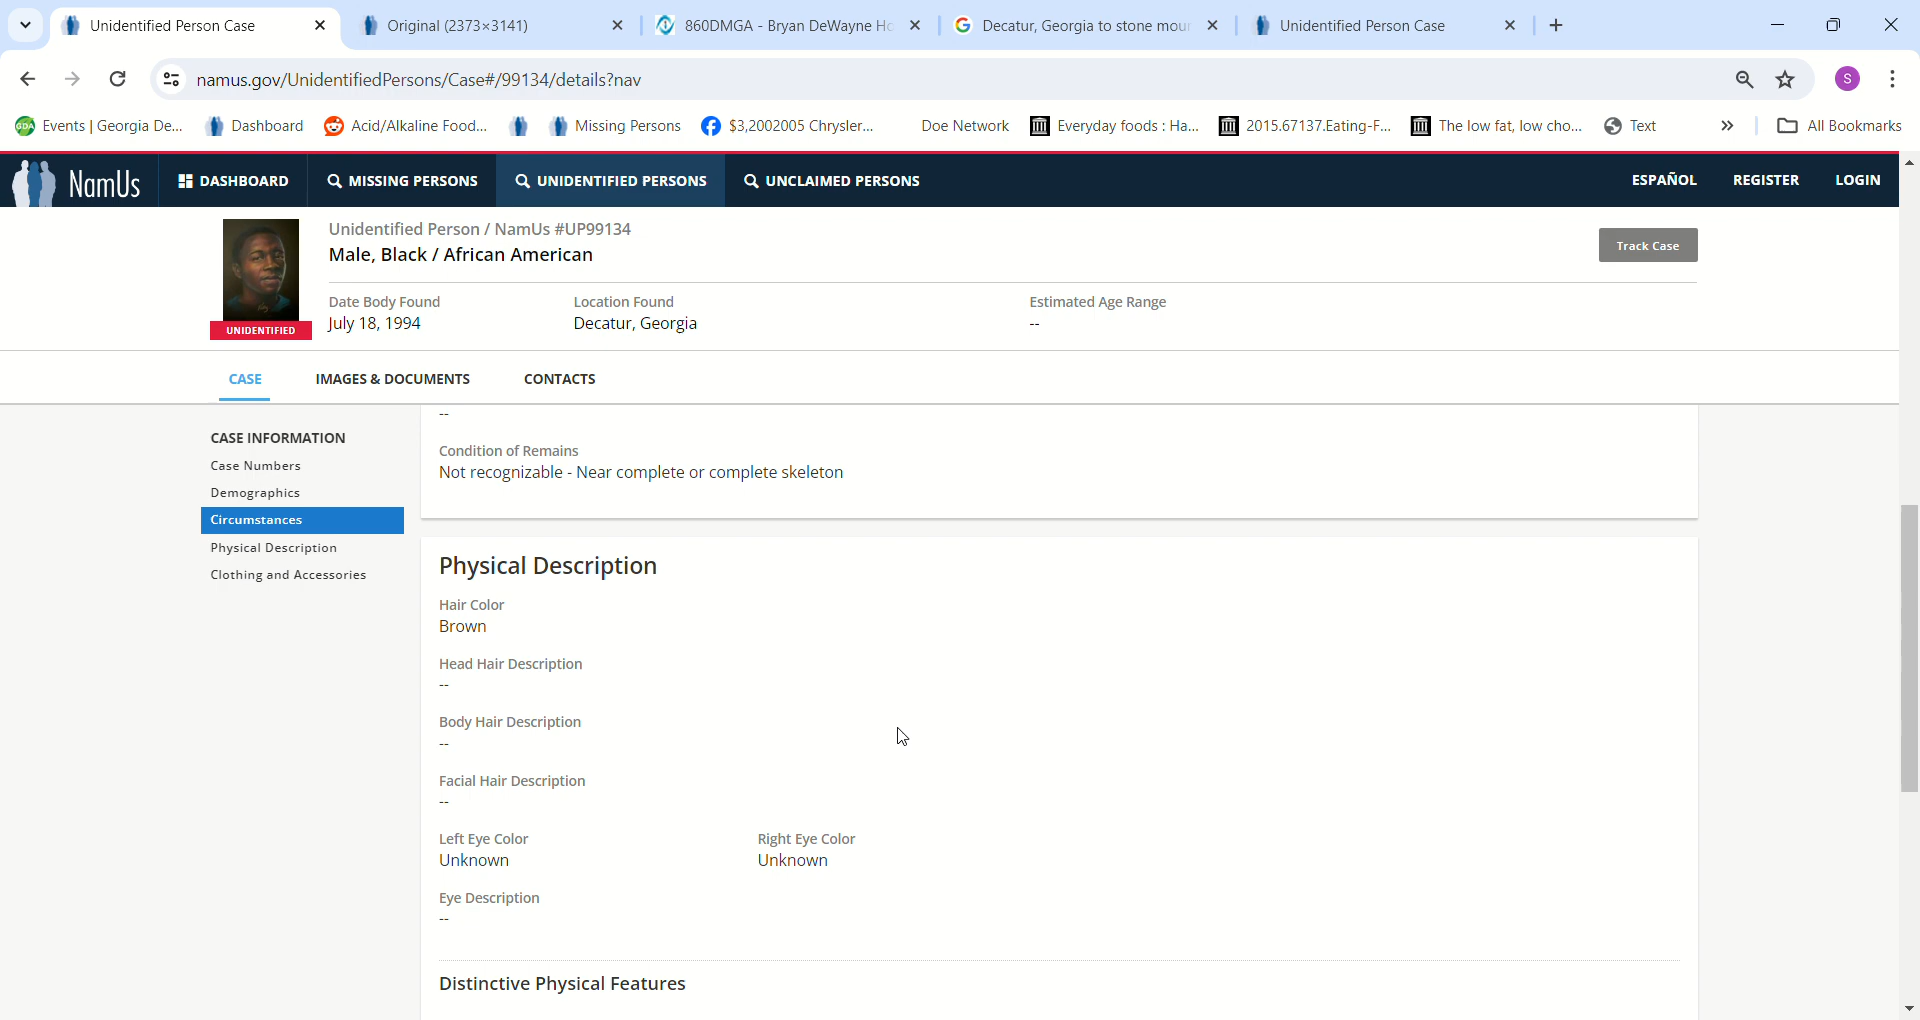 Unidentified Person Case
Original (2373×3141)
860DMGA - Bryan DeWayne Ho
Decatur, Georgia to stone mour
Unidentified Person Case
namus.gov/UnidentifiedPersons/Case#/99134/details?nav
S
GDA
Events | Georgia De...
Dashboard
Acid/Alkaline Food...
Missing Persons
$3,2002005 Chrysler...
Doe Network
Everyday foods : Ha...
2015.67137.Eating-F...
The low fat, low cho...
Text
»
All Bookmarks
NamUs
DASHBOARD
MISSING PERSONS
UNIDENTIFIED PERSONS
UNCLAIMED PERSONS
ESPAÑOL
REGISTER
LOGIN
Unidentified Person / NamUs #UP99134
Male, Black / African American
Track Case
UNIDENTIFIED
Date Body Found
July 18, 1994
Location Found
Decatur, Georgia
Estimated Age Range
--
CASE
IMAGES & DOCUMENTS
CONTACTS
CASE INFORMATION
Case Numbers
Demographics
Circumstances
Physical Description
Clothing and Accessories
--
Condition of Remains
Not recognizable - Near complete or complete skeleton
Physical Description
Hair Color
Brown
Head Hair Description
--
Body Hair Description
--
Facial Hair Description
--
Left Eye Color
Unknown
Right Eye Color
Unknown
Eye Description
--
Distinctive Physical Features